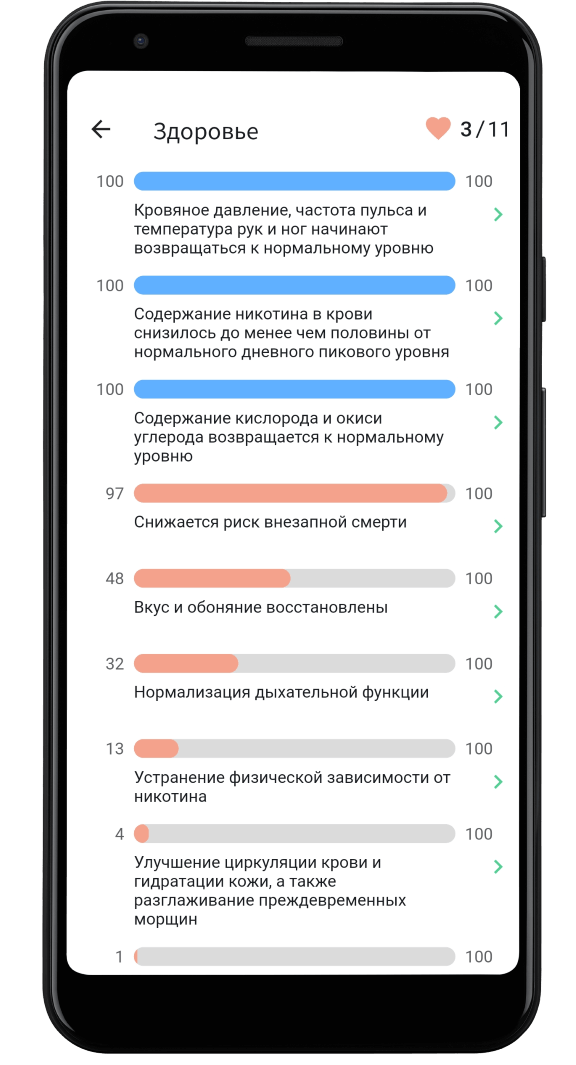 Здоровье 3/11
100 100
Кровяное давление, частота пульса и
температура рук и ног начинают
возвращаться к нормальному уровню
100 100
Содержание никотина в крови
снизилось до менее чем половины от
нормального дневного пикового уровня
100 100
Содержание кислорода и окиси
углерода возвращается к нормальному
уровню
97 100
Снижается риск внезапной смерти
48 100
Вкус и обоняние восстановлены
32 100
Нормализация дыхательной функции
13 100
Устранение физической зависимости от
никотина
4 100
Улучшение циркуляции крови и
гидратации кожи, а также
разглаживание преждевременных
морщин
1 100